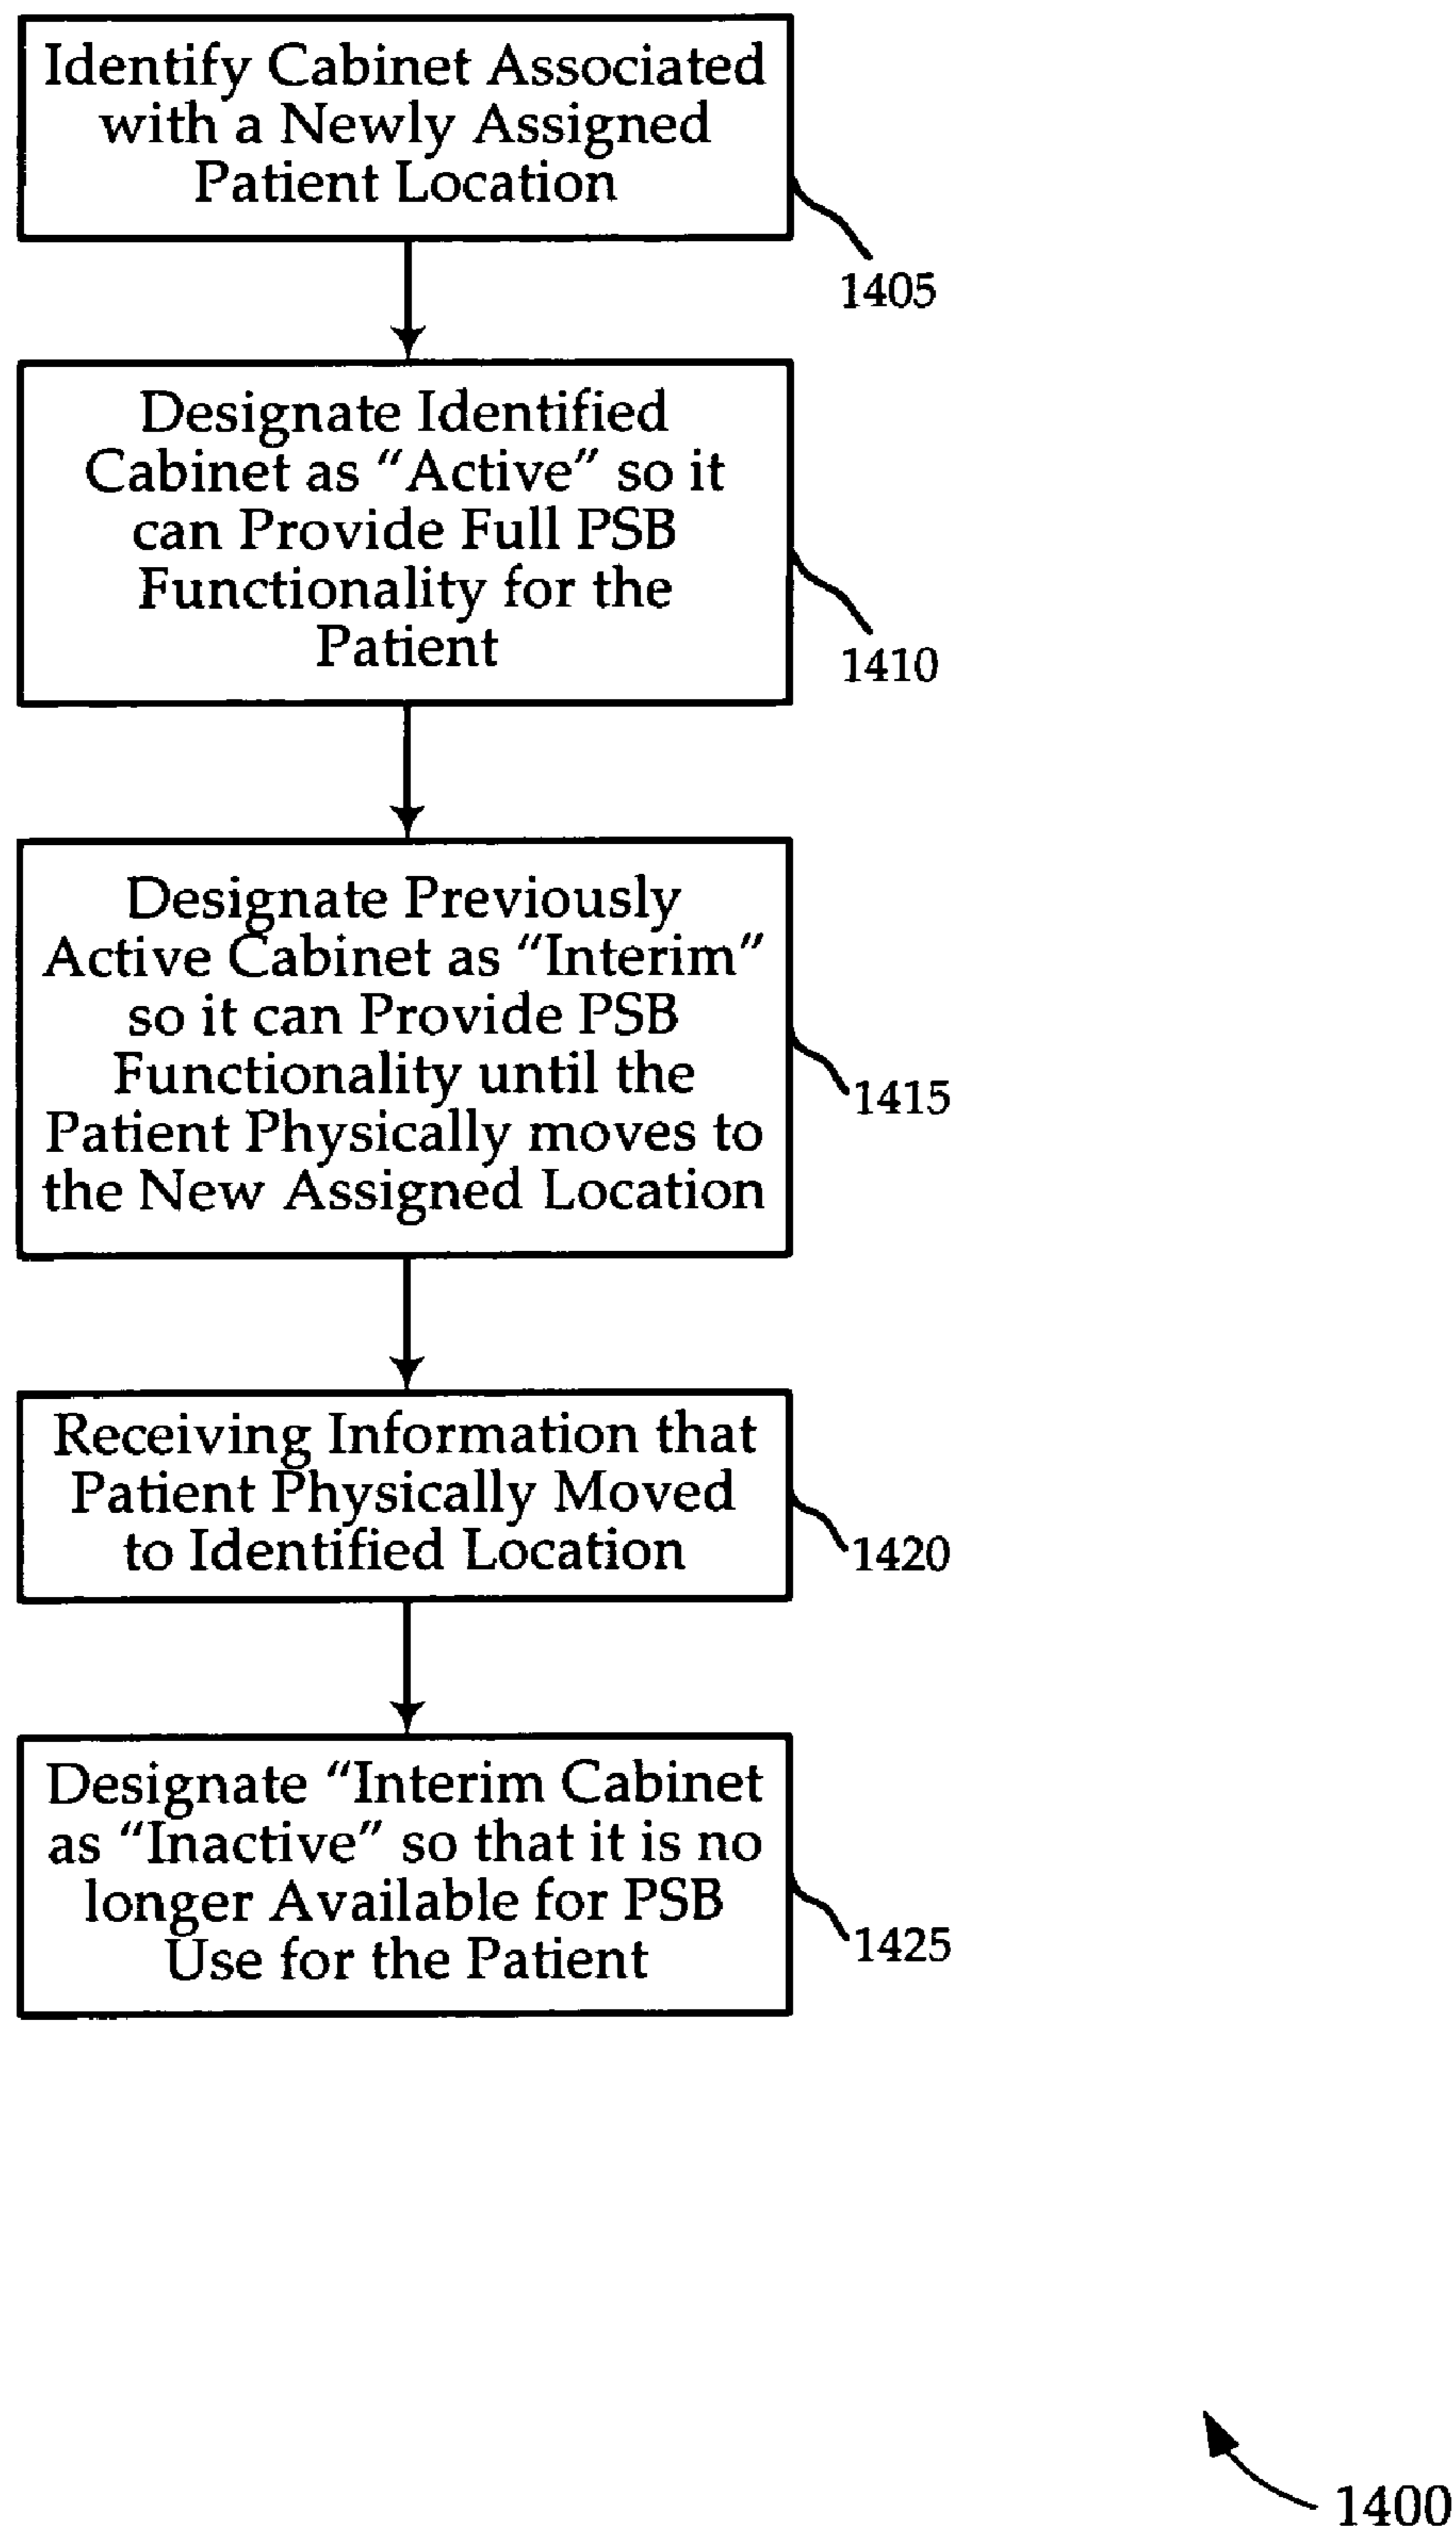 Identify Cabinet Associated
with a Newly Assigned
Patient Location
1405
Designate Identified
Cabinet as "Active" so it
can Provide Full PSB
Functionality for the
Patient
1410
Designate Previously
Active Cabinet as "Interim"
so it can Provide PSB
Functionality until the
Patient Physically moves to
the New Assigned Location
1415
Receiving Information that
Patient Physically Moved
to Identified Location
1420
Designate "Interim Cabinet
as "Inactive" so that it is no
longer Available for PSB
Use for the Patient
1425
1400